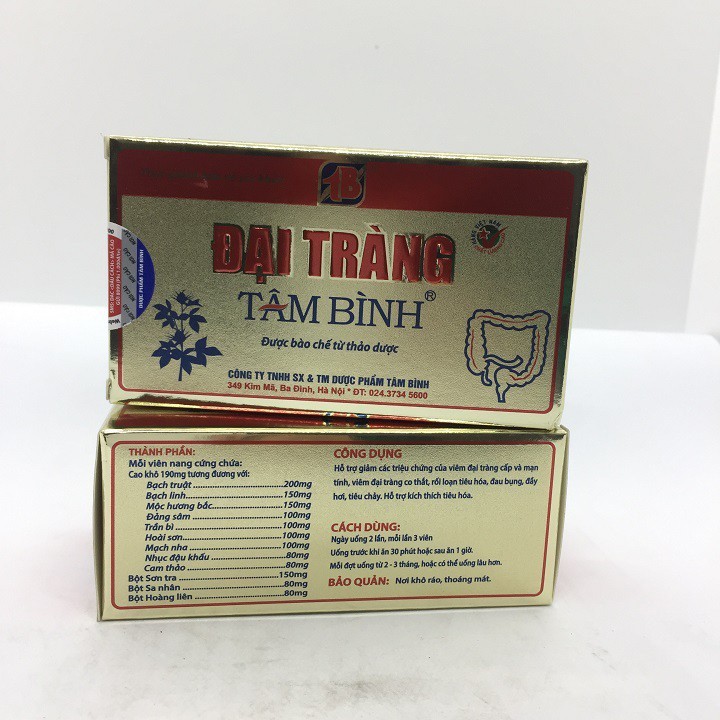 TB
ĐẠI TRÀNG
TÂM BÌNH®
Được bào chế từ thảo dược
CÔNG TY TNHH SX & TM DƯỢC PHẨM TÂM BÌNH
349 Kim Mã, Ba Đình, Hà Nội * ĐT: 024.3734 5600
HÀNG VIỆT NAM
DƯỢC PHẨM TÂM BÌNH
THÀNH PHẦN:
Mỗi viên nang cứng chứa:
Cao khô 190mg tương đương với:
Bạch truật.....200mg
Bạch linh.....150mg
Mộc hương bắc.....150mg
Đảng sâm.....100mg
Trần bì.....100mg
Hoài sơn.....100mg
Mạch nha.....100mg
Nhục đậu khấu.....80mg
Cam thảo.....80mg
Bột Sơn tra.....150mg
Bột Sa nhân.....80mg
Bột Hoàng liên.....80mg
CÔNG DỤNG
Hỗ trợ giảm các triệu chứng của viêm đại tràng cấp và mạn
tính, viêm đại tràng co thắt, rối loạn tiêu hóa, đau bụng, đầy
hơi, tiêu chảy. Hỗ trợ kích thích tiêu hóa.
CÁCH DÙNG:
Ngày uống 2 lần, mỗi lần 3 viên
Uống trước khi ăn 30 phút hoặc sau ăn 1 giờ.
Mỗi đợt uống từ 2 - 3 tháng, hoặc có thể uống lâu hơn.
BẢO QUẢN: Nơi khô ráo, thoáng mát.